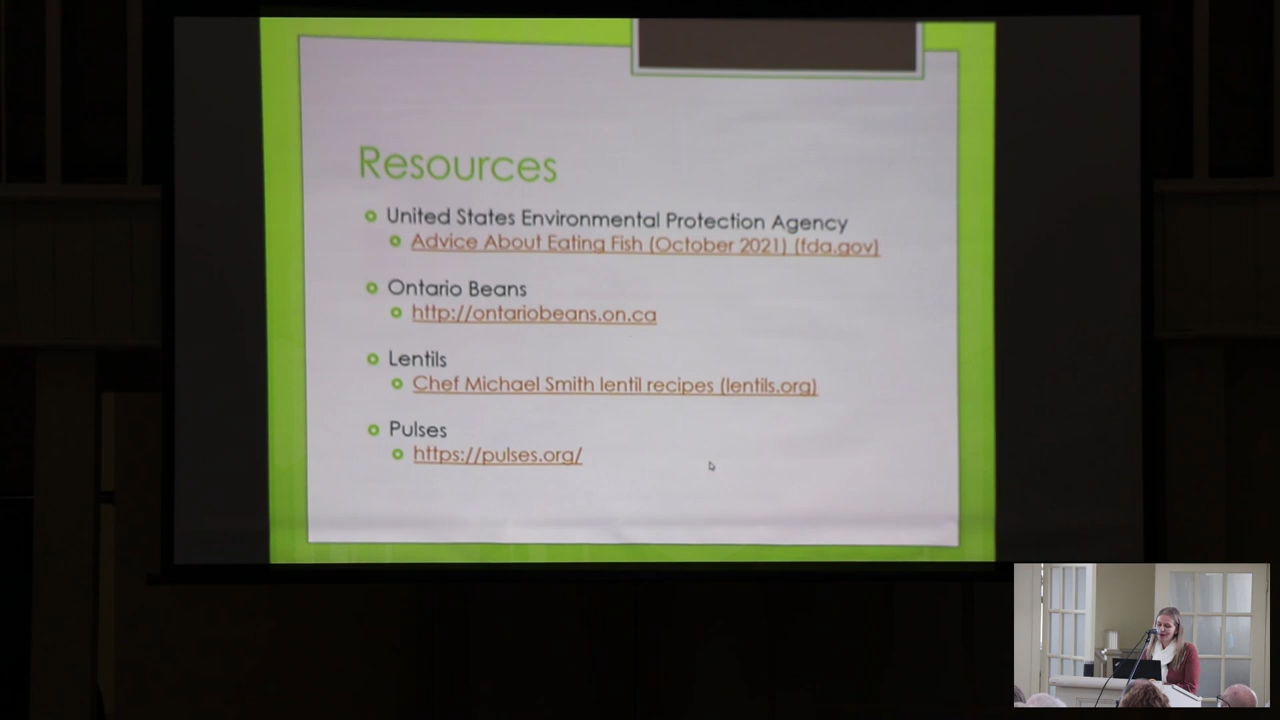 Resources
United States Environmental Protection Agency
Advice About Eating Fish (October 2021) (fda.gov)
Ontario Beans
http://ontariobeans.on.ca
Lentils
Chef Michael Smith lentil recipes (lentils.org)
Pulses
https://pulses.org/